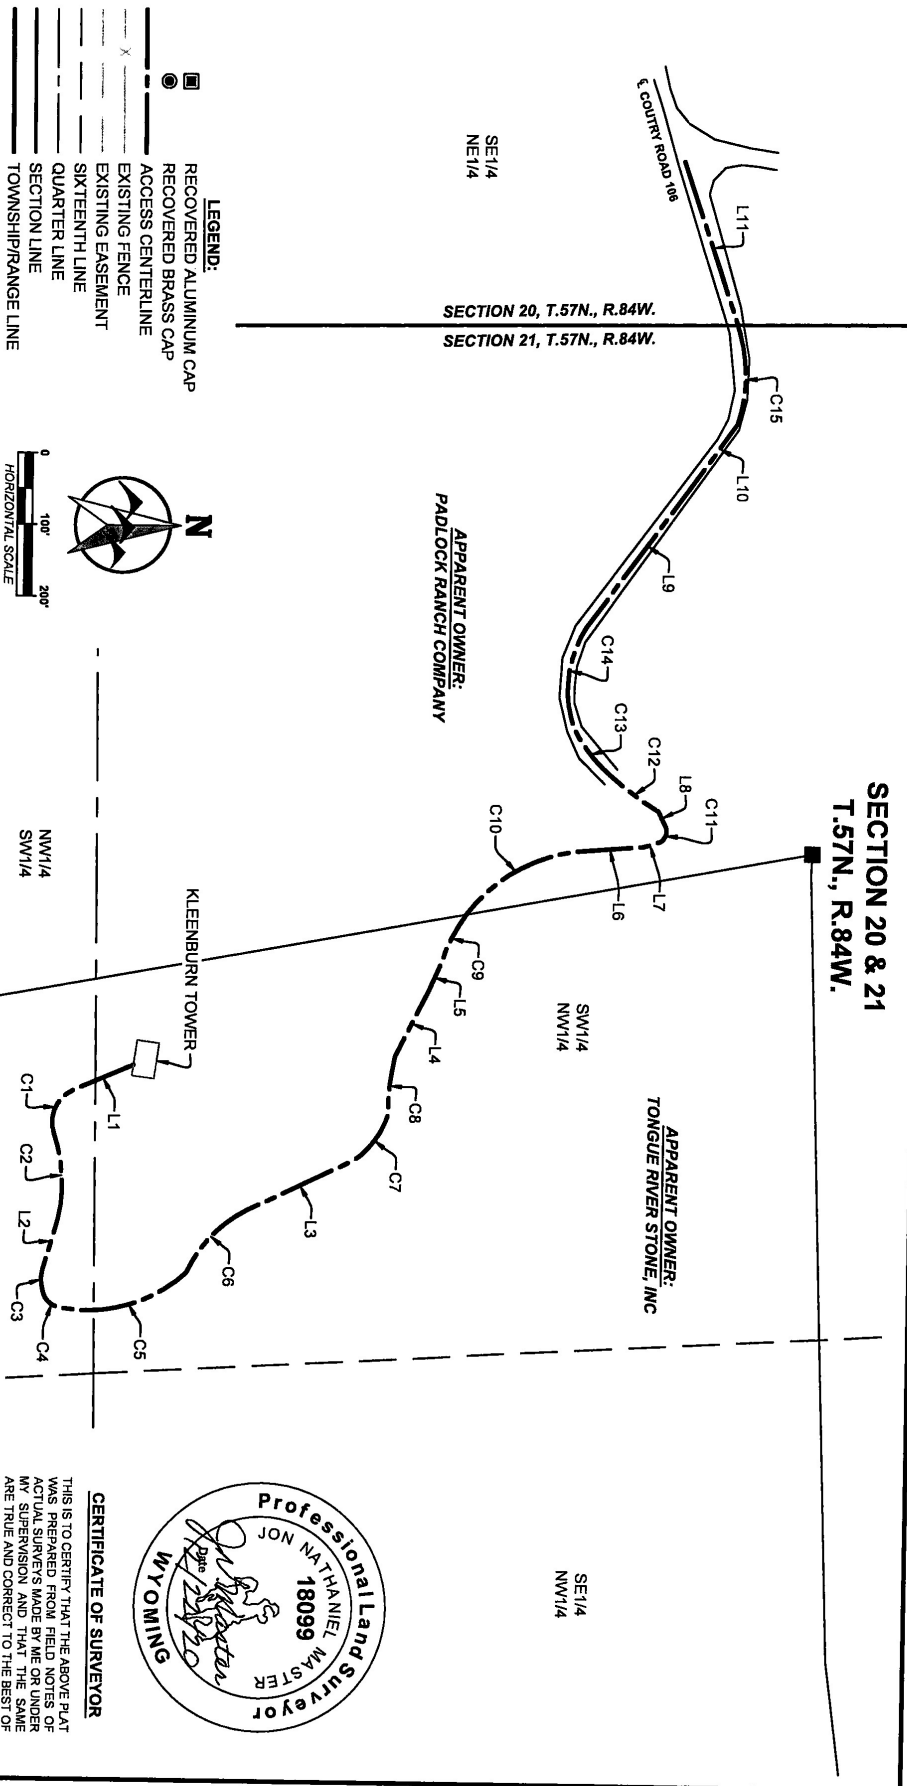 SECTION 20 & 21
T.57N., R.84W.
℄ COUTRY ROAD 106
SE1/4
NE1/4
L11
SECTION 20, T.57N., R.84W.
SECTION 21, T.57N., R.84W.
C15
L10
L9
C14
C13
C12
L8
C11
L7
L6
C10
C9
L5
L4
C8
C7
L3
C6
C5
C4
C3
L2
C2
C1
L1
APPARENT OWNER:
PADLOCK RANCH COMPANY
SW1/4
NW1/4
APPARENT OWNER:
TONGUE RIVER STONE, INC
KLEENBURN TOWER
NW1/4
SW1/4
SE1/4
NW1/4
LEGEND:
RECOVERED ALUMINUM CAP
RECOVERED BRASS CAP
ACCESS CENTERLINE
X
EXISTING FENCE
EXISTING EASEMENT
SIXTEENTH LINE
QUARTER LINE
SECTION LINE
TOWNSHIP/RANGE LINE
N
0 100' 200'
HORIZONTAL SCALE
Professional Land Surveyor
JON NATHANIEL MASTER
18099
Date
WYOMING
CERTIFICATE OF SURVEYOR
THIS IS TO CERTIFY THAT THE ABOVE PLAT
WAS PREPARED FROM FIELD NOTES OF
ACTUAL SURVEYS MADE BY ME OR UNDER
MY SUPERVISION AND THAT THE SAME
ARE TRUE AND CORRECT TO THE BEST OF